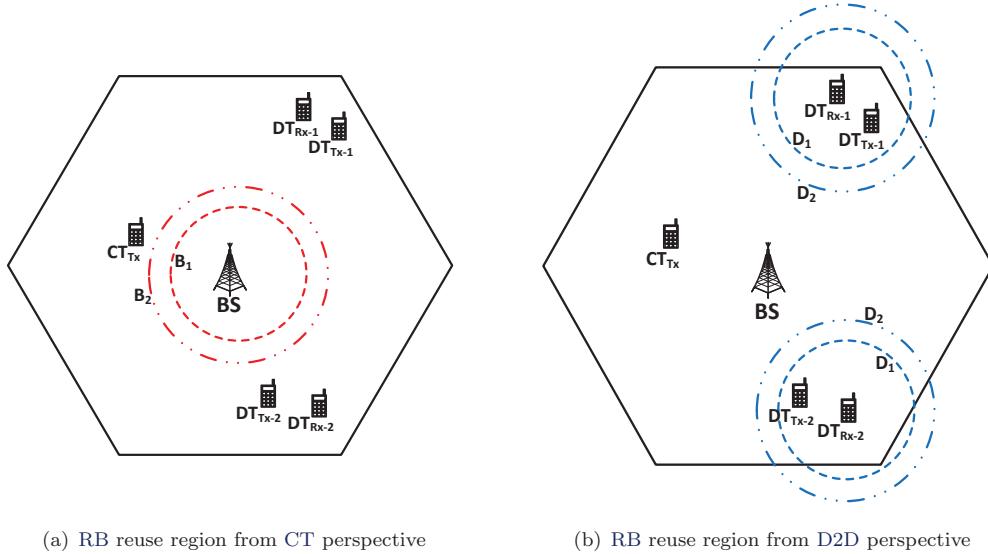 DT_Rx-1
DT_Tx-1
CT_Tx
B_1
B_2
BS
DT_Tx-2
DT_Rx-2
(a) RB reuse region from CT perspective
DT_Rx-1
DT_Tx-1
D_1
D_2
CT_Tx
BS
D_2
D_1
DT_Tx-2
DT_Rx-2
(b) RB reuse region from D2D perspective